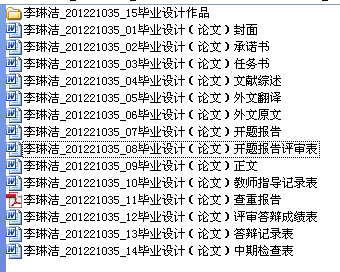 李琳洁_201221035_15毕业设计作品
李琳洁_201221035_01毕业设计（论文）封面
李琳洁_201221035_02毕业设计（论文）承诺书
李琳洁_201221035_03毕业设计（论文）任务书
李琳洁_201221035_04毕业设计（论文）文献综述
李琳洁_201221035_05毕业设计（论文）外文翻译
李琳洁_201221035_06毕业设计（论文）外文原文
李琳洁_201221035_07毕业设计（论文）开题报告
李琳洁_201221035_08毕业设计（论文）开题报告评审表
李琳洁_201221035_09毕业设计（论文）正文
李琳洁_201221035_10毕业设计（论文）教师指导记录表
李琳洁_201221035_11毕业设计（论文）查重报告
李琳洁_201221035_12毕业设计（论文）评审答辩成绩表
李琳洁_201221035_13毕业设计（论文）答辩记录表
李琳洁_201221035_14毕业设计（论文）中期检查表